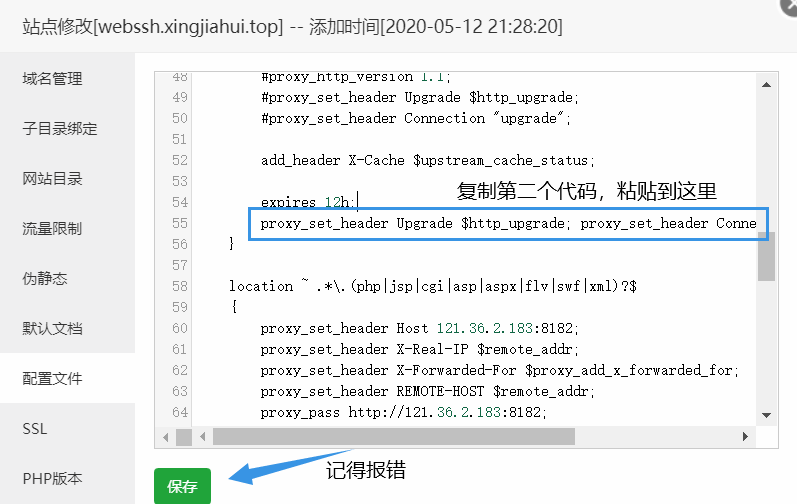 站点修改[webssh.xingjiahui.top] -- 添加时间[2020-05-12 21:28:20]
域名管理
子目录绑定
网站目录
流量限制
伪静态
默认文档
配置文件
SSL
PHP版本
48 #proxy_http_version 1.1;
49 #proxy_set_header Upgrade $http_upgrade;
50 #proxy_set_header Connection "upgrade";
51
52 add_header X-Cache $upstream_cache_status;
53
54 expires 12h;
复制第二个代码，粘贴到这里
55 proxy_set_header Upgrade $http_upgrade; proxy_set_header Conne
56 }
57
58 location ~ .*\.(php|jsp|cgi|asp|aspx|flv|swf|xml)?$
59 {
60 proxy_set_header Host 121.36.2.183:8182;
61 proxy_set_header X-Real-IP $remote_addr;
62 proxy_set_header X-Forwarded-For $proxy_add_x_forwarded_for;
63 proxy_set_header REMOTE-HOST $remote_addr;
64 proxy_pass http://121.36.2.183:8182;
记得报错
保存